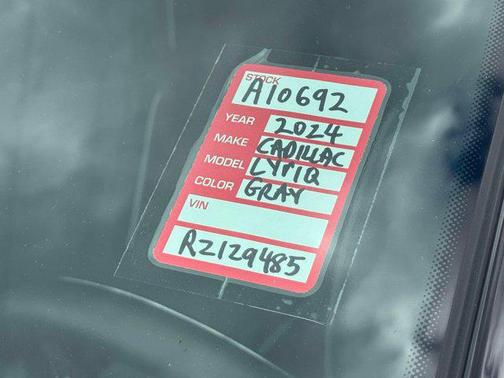 STOCK
A10692
YEAR 2024
MAKE CADILLAC
MODEL LYRIQ
COLOR GRAY
VIN
RZ129485